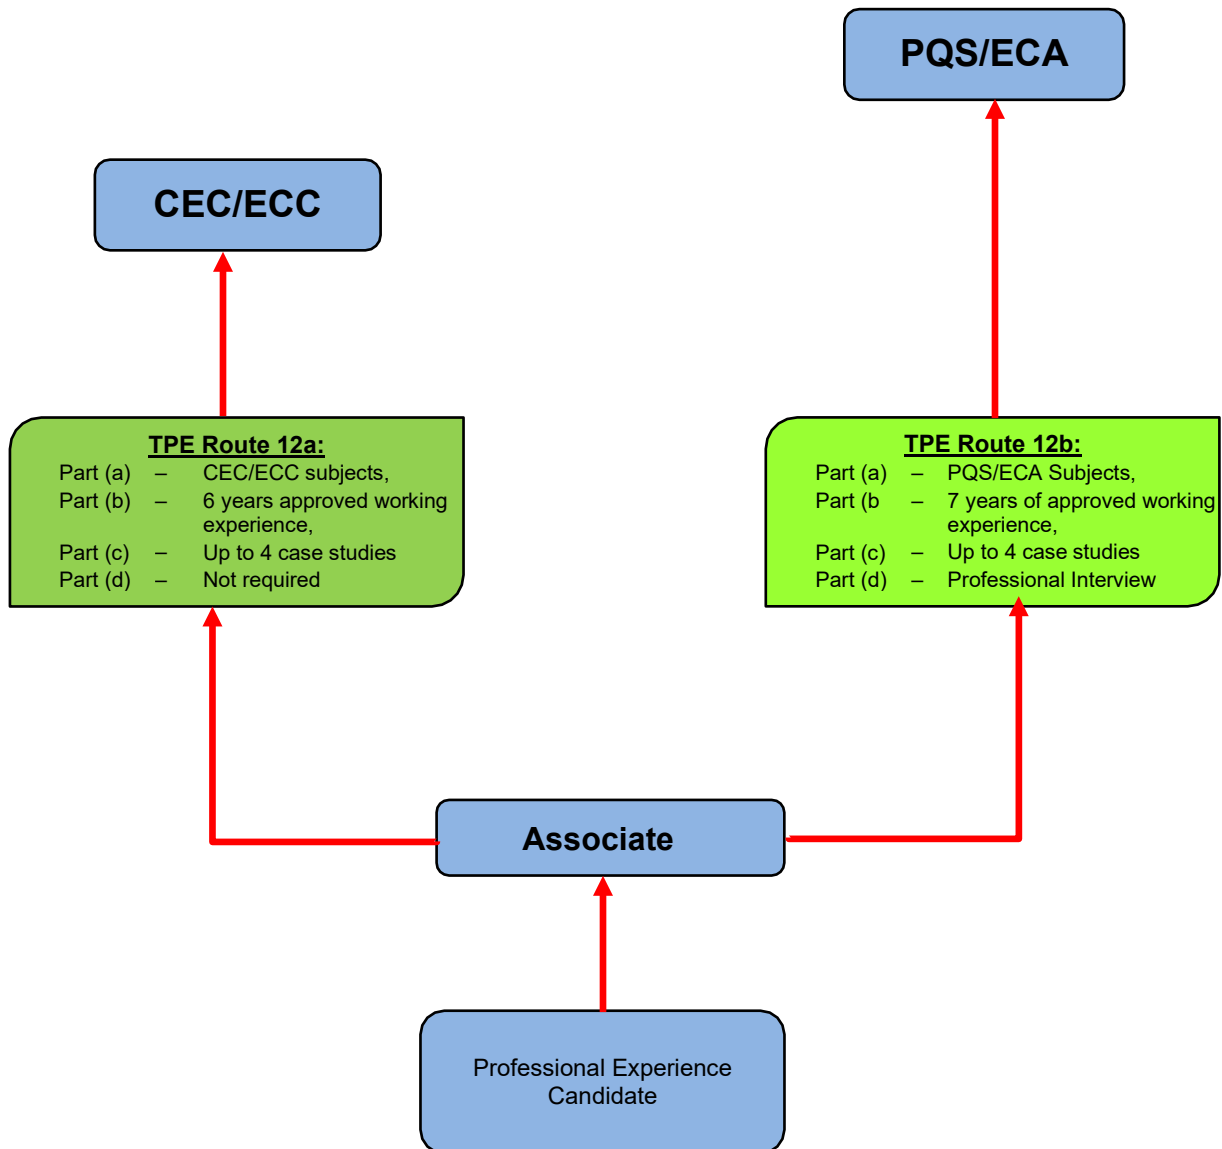 PQS/ECA
CEC/ECC
TPE Route 12a:
Part (a) – CEC/ECC subjects,
Part (b) – 6 years approved working
experience,
Part (c) – Up to 4 case studies
Part (d) – Not required
TPE Route 12b:
Part (a) – PQS/ECA Subjects,
Part (b – 7 years of approved working
experience,
Part (c) – Up to 4 case studies
Part (d) – Professional Interview
Associate
Professional Experience
Candidate